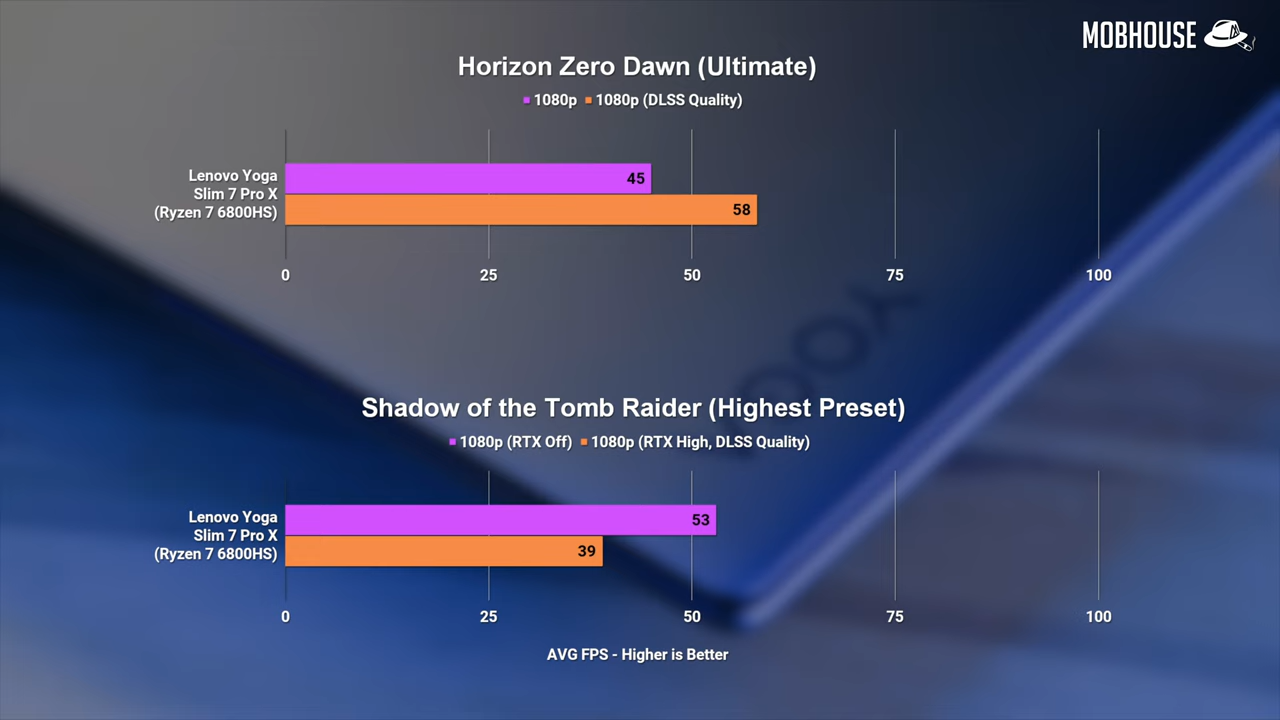 MOBHOUSE
Horizon Zero Dawn (Ultimate)
1080p 1080p (DLSS Quality)
Lenovo Yoga
Slim 7 Pro X
(Ryzen 7 6800HS)
45
58
0 25 50 75 100
YOGA
Shadow of the Tomb Raider (Highest Preset)
1080p (RTX Off) 1080p (RTX High, DLSS Quality)
Lenovo Yoga
Slim 7 Pro X
(Ryzen 7 6800HS)
53
39
0 25 50 75 100
AVG FPS - Higher is Better